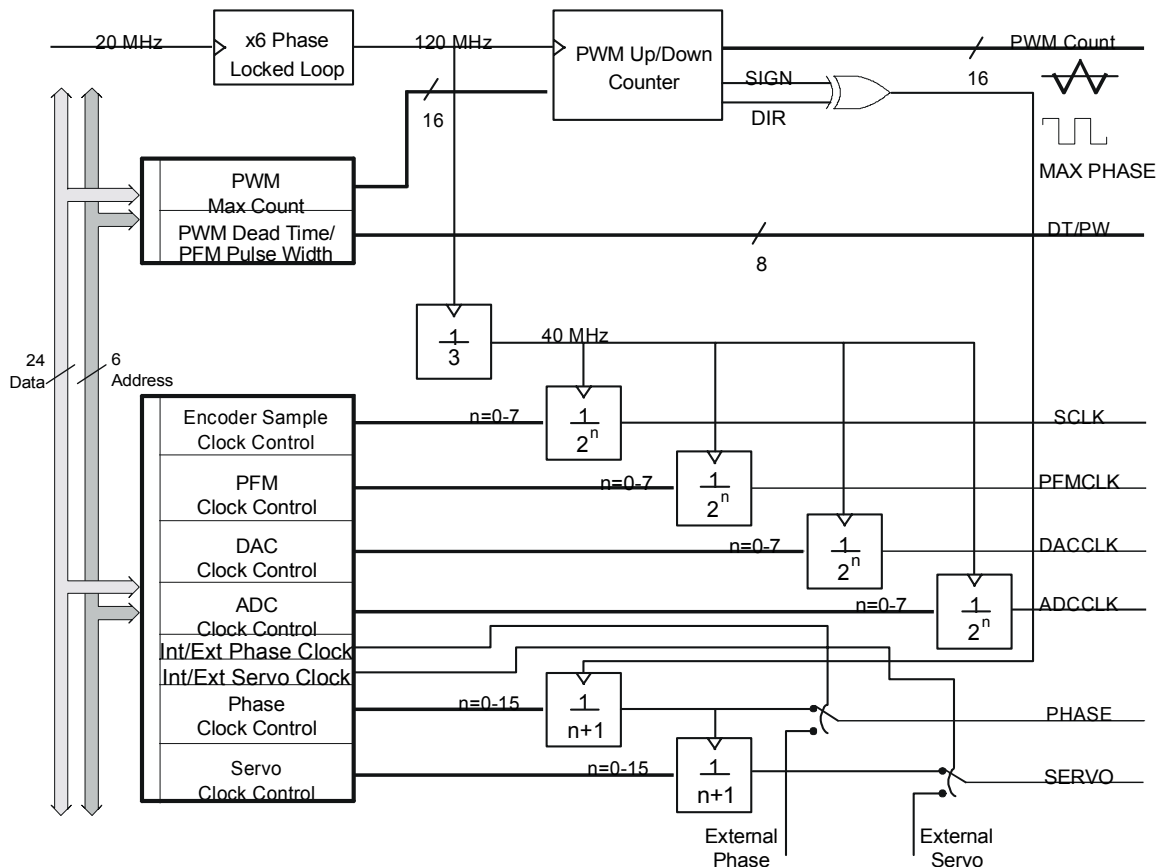 20 MHz
x6 Phase
Locked Loop
120 MHz
PWM Up/Down
Counter
PWM Count
16
SIGN
DIR
16
MAX PHASE
PWM
Max Count
PWM Dead Time/
PFM Pulse Width
DT/PW
8
1
3
40 MHz
24
Data
6
Address
Encoder Sample
Clock Control
n=0-7
1
2^n
SCLK
PFM
Clock Control
n=0-7
1
2^n
PFMCLK
DAC
Clock Control
n=0-7
1
2^n
DACCLK
ADC
Clock Control
n=0-7
1
2^n
ADCCLK
Int/Ext Phase Clock
Int/Ext Servo Clock
Phase
Clock Control
n=0-15
1
n+1
PHASE
Servo
Clock Control
n=0-15
1
n+1
SERVO
External
Phase
External
Servo